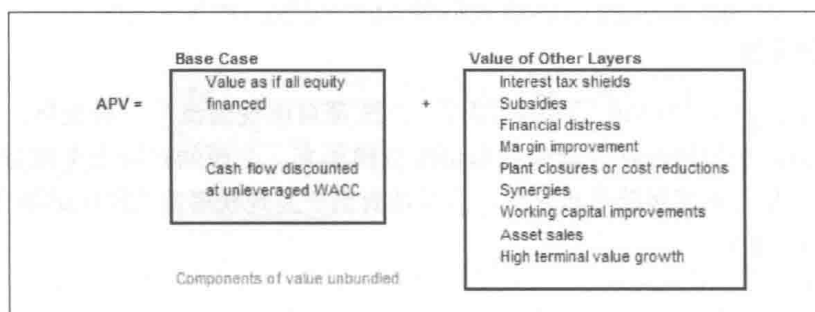 Base Case
Value of Other Layers
APV =
Value as if all equity
financed
Cash flow discounted
at unleveraged WACC
+
Interest tax shields
Subsidies
Financial distress
Margin improvement
Plant closures or cost reductions
Synergies
Working capital improvements
Asset sales
High terminal value growth
Components of value unbundled